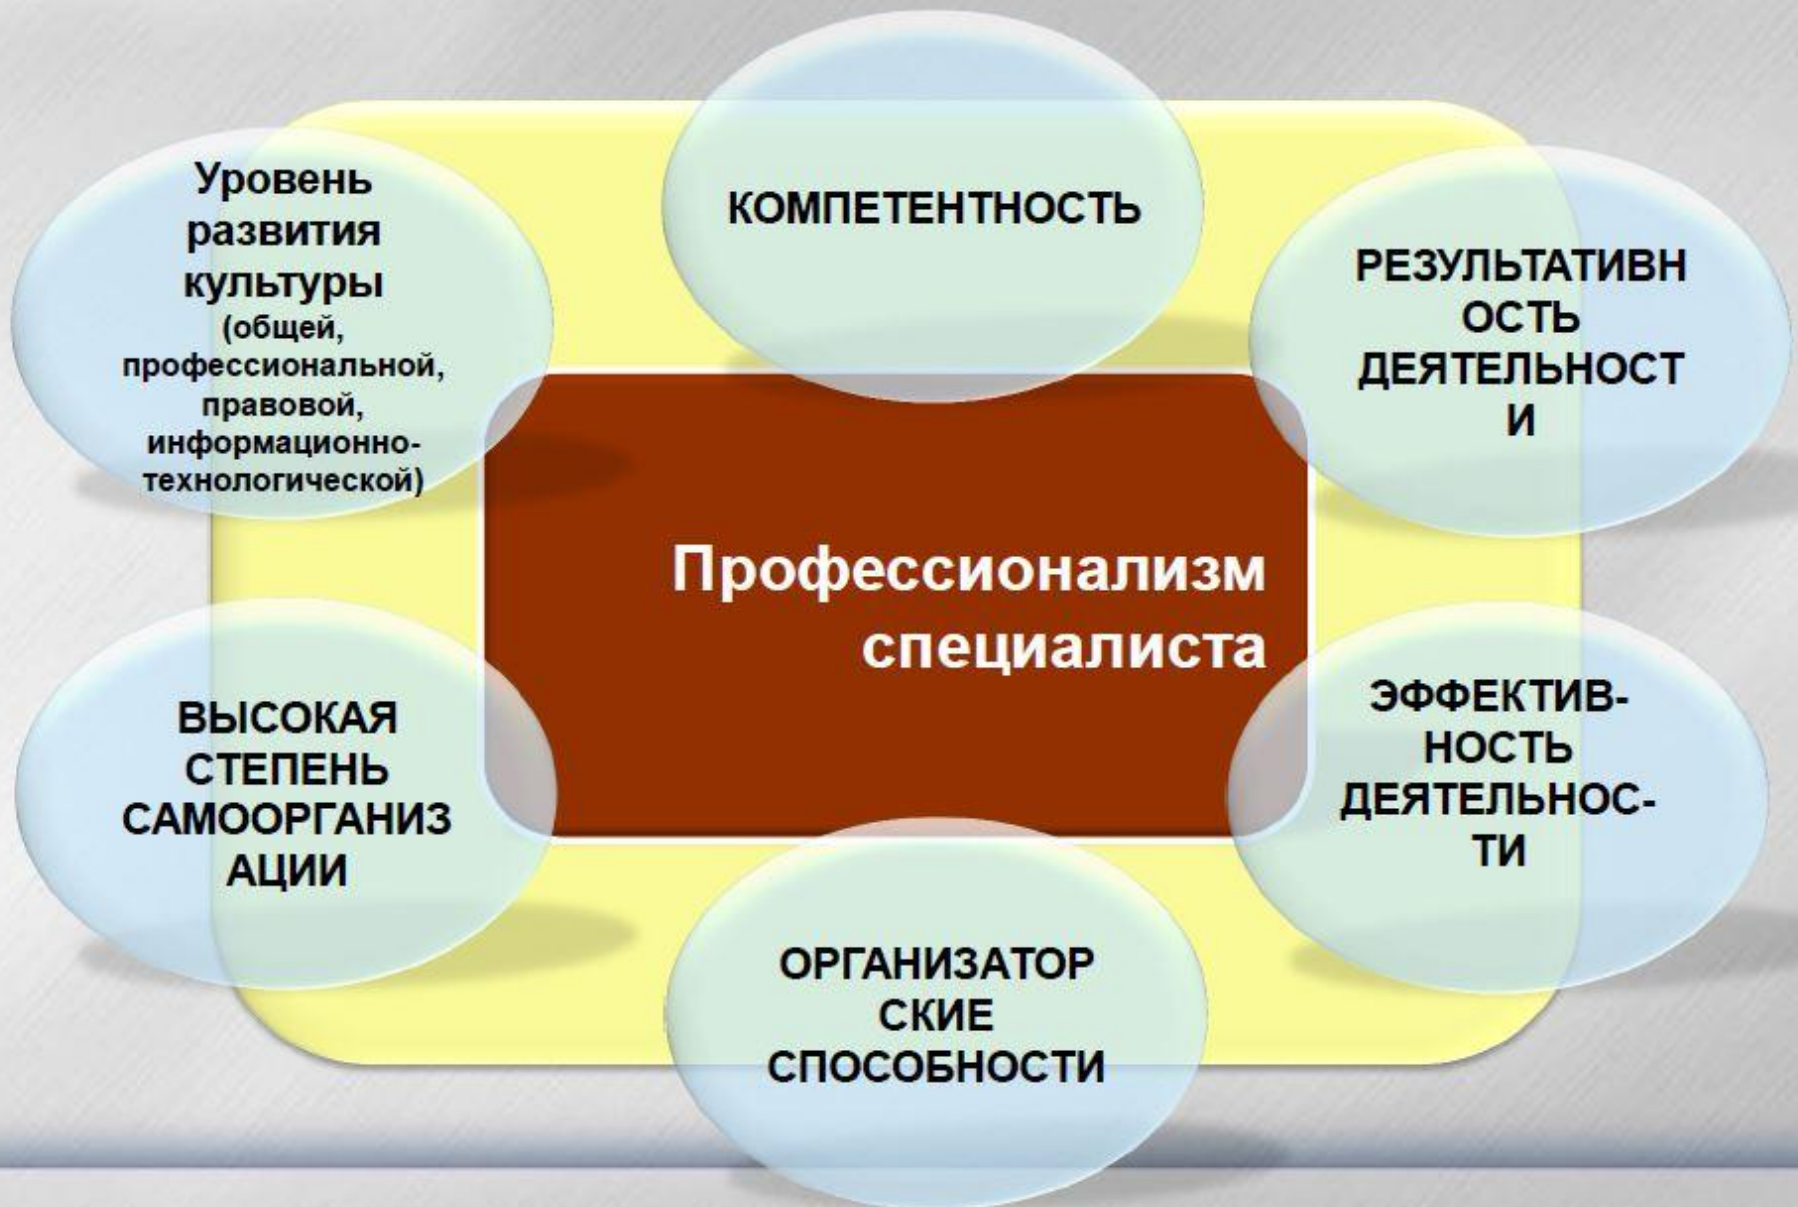 Уровень
развития
культуры
(общей,
профессиональной,
правовой,
информационно-
технологической)
КОМПЕТЕНТНОСТЬ
РЕЗУЛЬТАТИВН
ОСТЬ
ДЕЯТЕЛЬНОСТ
И
Профессионализм
специалиста
ВЫСОКАЯ
СТЕПЕНЬ
САМООРГАНИЗ
АЦИИ
ОРГАНИЗАТОР
СКИЕ
СПОСОБНОСТИ
ЭФФЕКТИВ-
НОСТЬ
ДЕЯТЕЛЬНОС-
ТИ